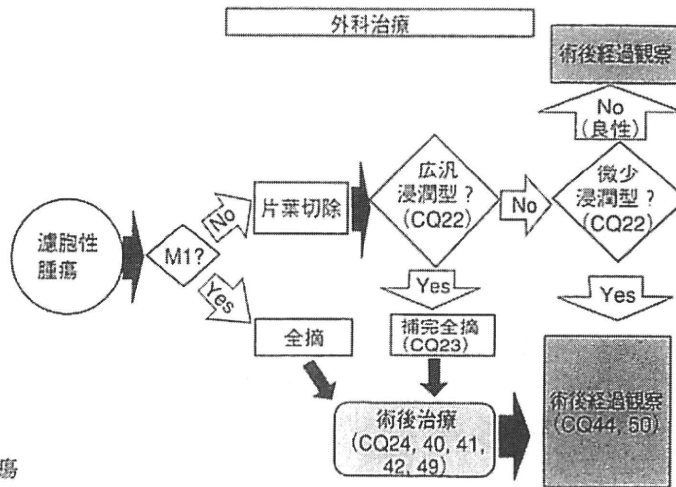 外科治療
術後経過観察
No
(良性)
広汎
浸潤型?
(CQ22)
微少
浸潤型?
(CQ22)
No
片葉切除
No
濾胞性
腫瘍
M1?
Yes
Yes
Yes
全摘
補完全摘
(CQ23)
術後治療
(CQ24, 40, 41,
42, 49)
術後経過観察
(CQ44, 50)
瘍